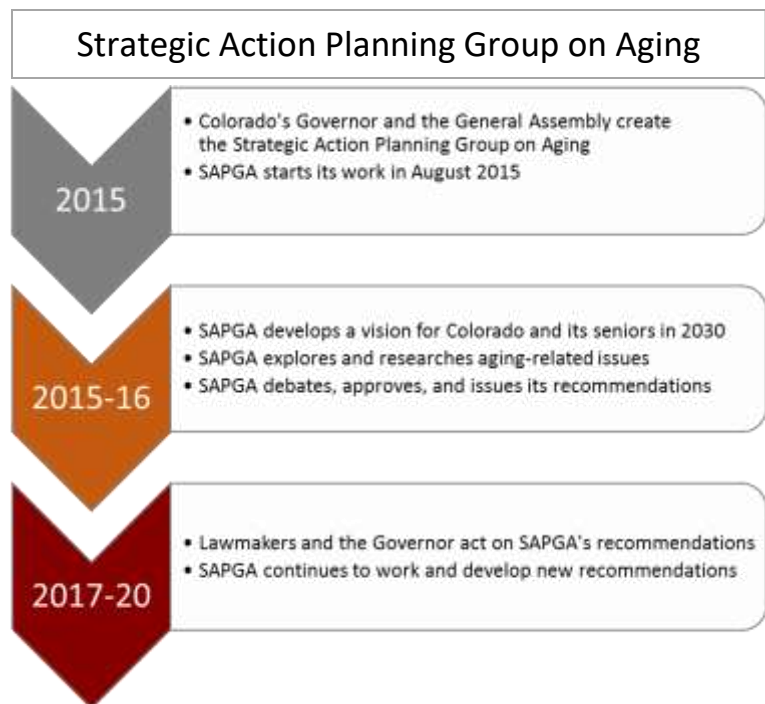 Strategic Action Planning Group on Aging
2015
• Colorado's Governor and the General Assembly create
the Strategic Action Planning Group on Aging
• SAPGA starts its work in August 2015
2015-16
• SAPGA develops a vision for Colorado and its seniors in 2030
• SAPGA explores and researches aging-related issues
• SAPGA debates, approves, and issues its recommendations
2017-20
• Lawmakers and the Governor act on SAPGA's recommendations
• SAPGA continues to work and develop new recommendations